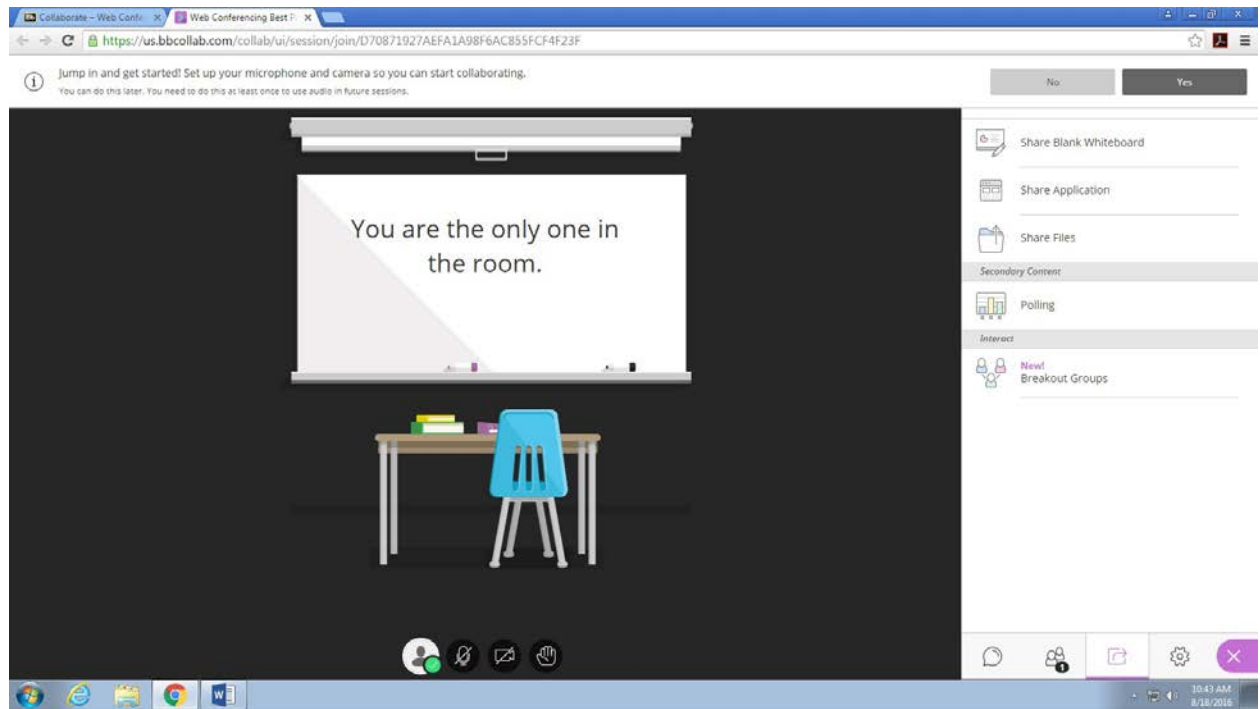 Collaborate – Web Confe
Web Conferencing Best P
https://us.bbcollab.com/collab/ui/session/join/D70871927AEFA1A98F6AC855FCF4F23F
Jump in and get started! Set up your microphone and camera so you can start collaborating.
You can do this later. You need to do this at least once to use audio in future sessions.
No
Yes
You are the only one in
the room.
Share Blank Whiteboard
Share Application
Share Files
Secondary Content
Polling
Interact
New!
Breakout Groups
1
10:43 AM
8/18/2016